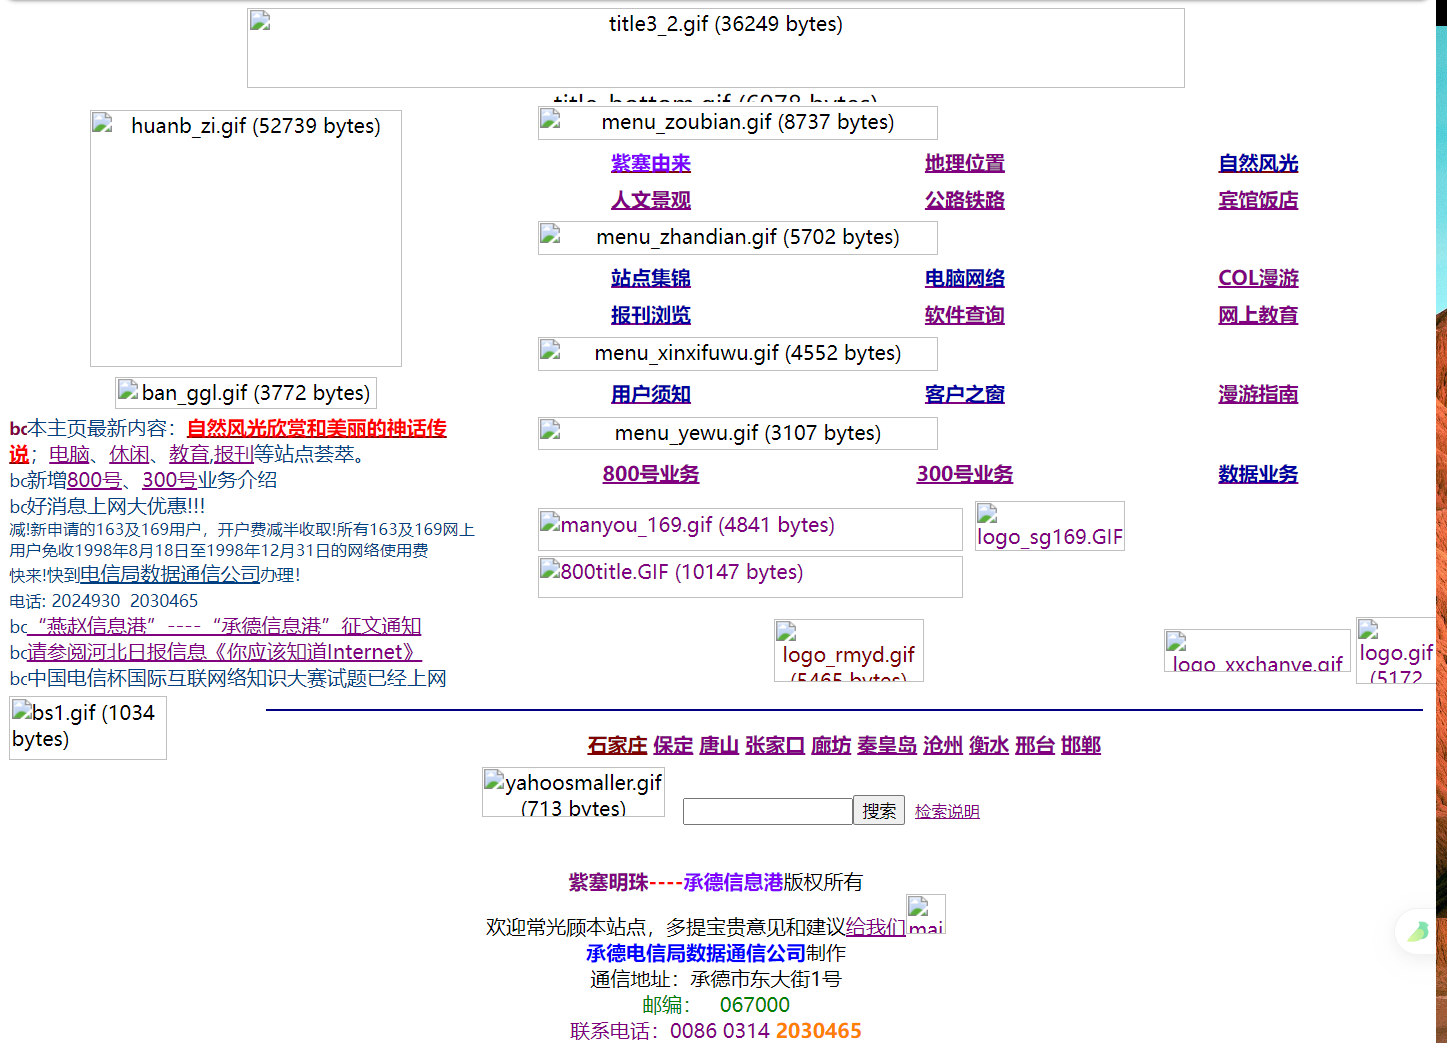 title3_2.gif (36249 bytes)
title_bottom.gif (6078 bytes)
huanb_zi.gif (52739 bytes)
ban_ggl.gif (3772 bytes)
bc本主页最新内容：自然风光欣赏和美丽的神话传
说；电脑、休闲、教育,报刊等站点荟萃。
bc新增800号、300号业务介绍
bc好消息上网大优惠!!!
减!新申请的163及169用户，开户费减半收取!所有163及169网上
用户免收1998年8月18日至1998年12月31日的网络使用费
快来!快到电信局数据通信公司办理!
电话: 2024930 2030465
bc“燕赵信息港”----“承德信息港”征文通知
bc请参阅河北日报信息《你应该知道Internet》
bc中国电信杯国际互联网络知识大赛试题已经上网
menu_zoubian.gif (8737 bytes)
紫塞由来 地理位置 自然风光
人文景观 公路铁路 宾馆饭店
menu_zhandian.gif (5702 bytes)
站点集锦 电脑网络 COL漫游
报刊浏览 软件查询 网上教育
menu_xinxifuwu.gif (4552 bytes)
用户须知 客户之窗 漫游指南
menu_yewu.gif (3107 bytes)
800号业务 300号业务 数据业务
manyou_169.gif (4841 bytes)
logo_sg169.GIF
800title.GIF (10147 bytes)
logo_rmyd.gif
(5465 bytes)
logo_xxchanye.gif
logo.gif
(5172
bs1.gif (1034
bytes)
石家庄 保定 唐山 张家口 廊坊 秦皇岛 沧州 衡水 邢台 邯郸
yahoosmaller.gif
(713 bytes)
搜索 检索说明
紫塞明珠----承德信息港版权所有
欢迎常光顾本站点，多提宝贵意见和建议给我们
mai
承德电信局数据通信公司制作
通信地址：承德市东大街1号
邮编： 067000
联系电话：0086 0314 2030465